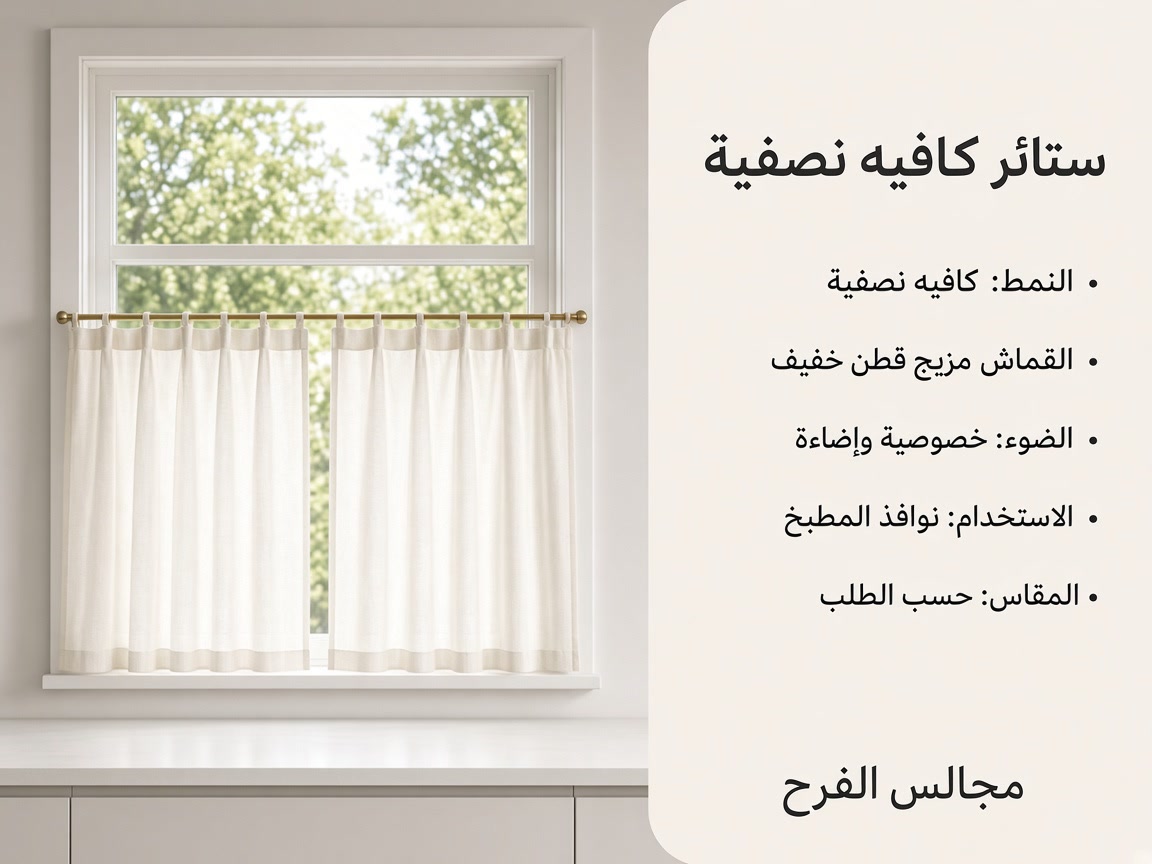 ستائر كافيه نصفية
• النمط: كافيه نصفية
• القماش مزيج قطن خفيف
• الضوء: خصوصية وإضاءة
• الاستخدام: نوافذ المطبخ
• المقاس: حسب الطلب
مجالس الفرح